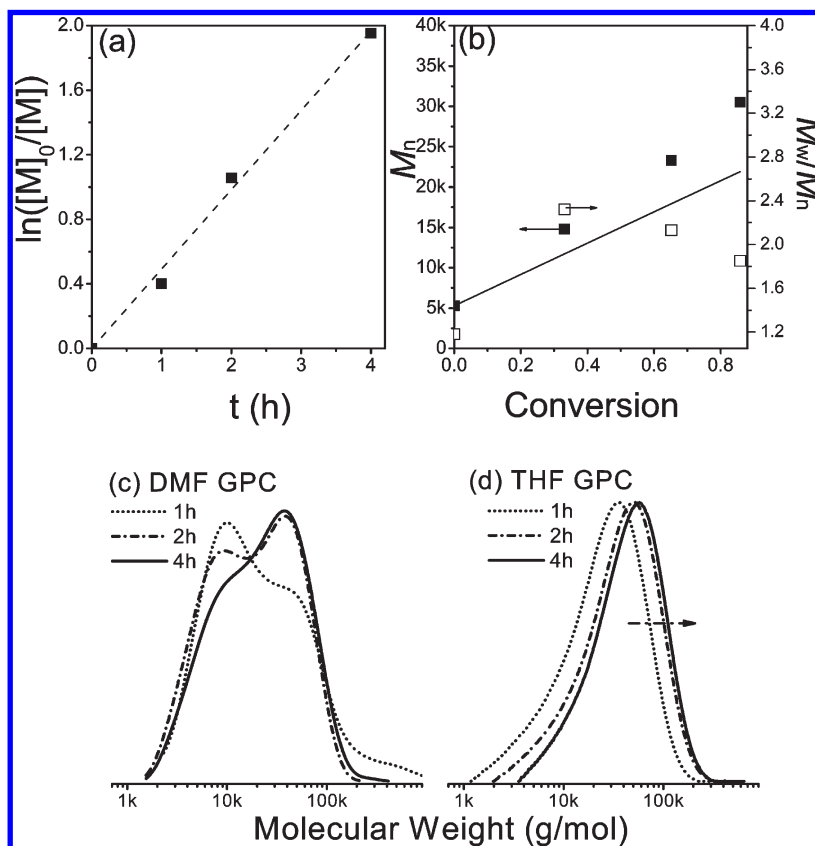 (a)
ln([M]0/[M])
2.0
1.6
1.2
0.8
0.4
0.0
0 1 2 3 4
t (h)
(b)
Mn
40k
35k
30k
25k
20k
15k
10k
5k
0
4.0
3.6
3.2
2.8
2.4
2.0
1.6
1.2
Mw/Mn
0.0 0.2 0.4 0.6 0.8
Conversion
(c) DMF GPC
1h
2h
4h
1k 10k 100k
(d) THF GPC
1h
2h
4h
1k 10k 100k
Molecular Weight (g/mol)